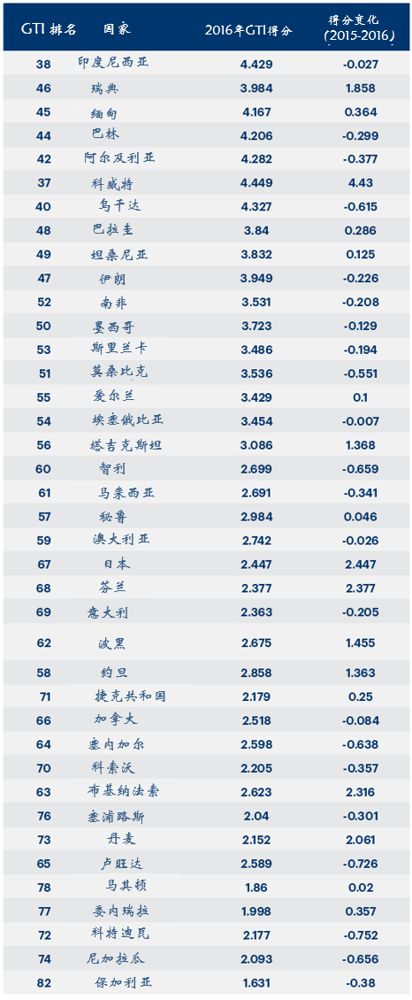 GTI 排名 国家 2016年GTI得分 得分变化
(2015-2016)
38 印度尼西亚 4.429 -0.027
46 瑞典 3.984 1.858
45 缅甸 4.167 0.364
44 巴林 4.206 -0.299
42 阿尔及利亚 4.282 -0.377
37 科威特 4.449 4.43
40 乌干达 4.327 -0.615
48 巴拉圭 3.84 0.286
49 坦桑尼亚 3.832 0.125
47 伊朗 3.949 -0.226
52 南非 3.531 -0.208
50 墨西哥 3.723 -0.129
53 斯里兰卡 3.486 -0.194
51 莫桑比克 3.536 -0.551
55 爱尔兰 3.429 0.1
54 埃塞俄比亚 3.454 -0.007
56 塔吉克斯坦 3.086 1.368
60 智利 2.699 -0.659
61 马来西亚 2.691 -0.341
57 秘鲁 2.984 0.046
59 澳大利亚 2.742 -0.026
67 日本 2.447 2.447
68 芬兰 2.377 2.377
69 意大利 2.363 -0.205
62 波黑 2.675 1.455
58 约旦 2.858 1.363
71 捷克共和国 2.179 0.25
66 加拿大 2.518 -0.084
64 塞内加尔 2.598 -0.638
70 科索沃 2.205 -0.357
63 布基纳法索 2.623 2.316
76 塞浦路斯 2.04 -0.301
73 丹麦 2.152 2.061
65 卢旺达 2.589 -0.726
78 马其顿 1.86 0.02
77 委内瑞拉 1.998 0.357
72 科特迪瓦 2.177 -0.752
74 尼加拉瓜 2.093 -0.656
82 保加利亚 1.631 -0.38